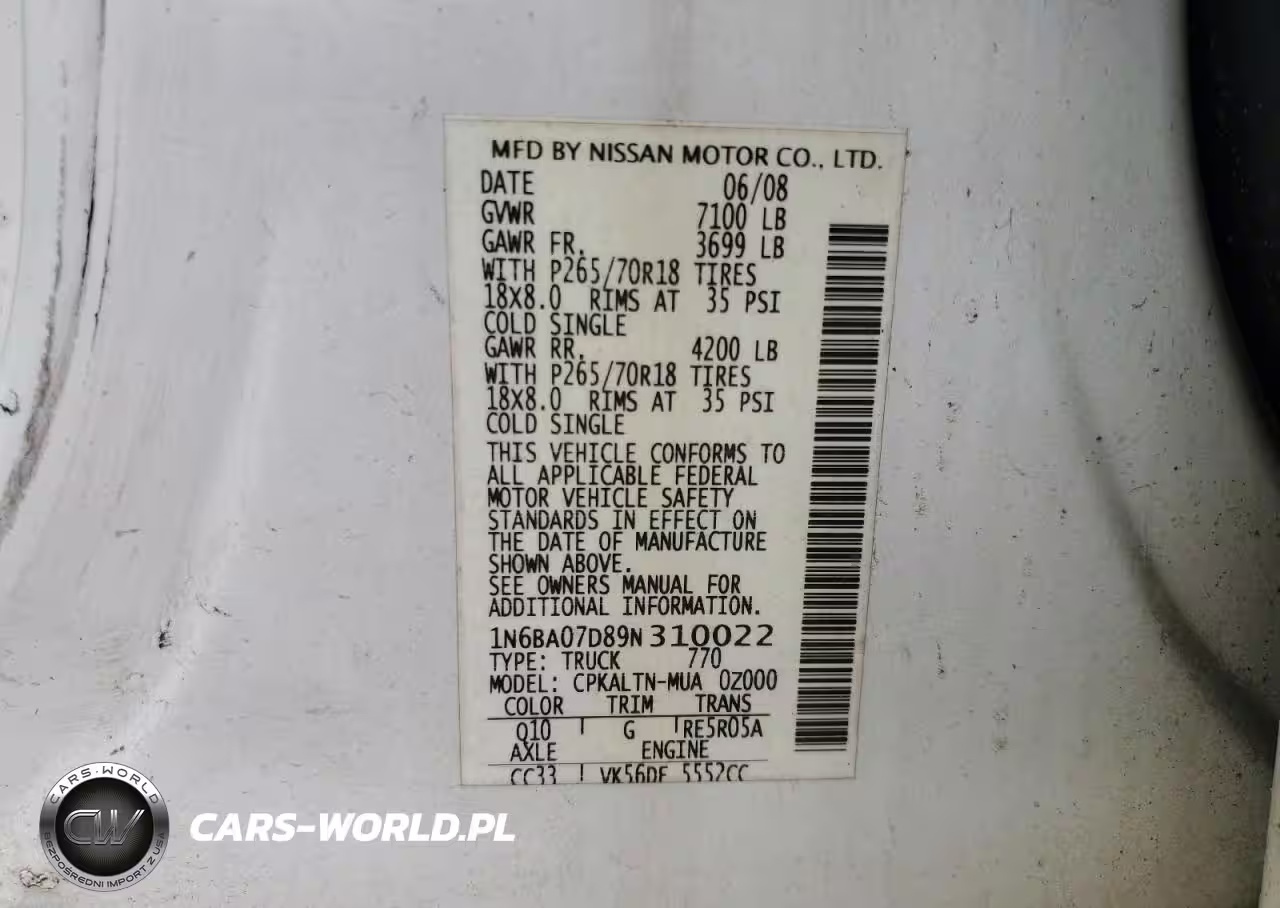 MFD BY NISSAN MOTOR CO., LTD.
DATE 06/08
GVWR 7100 LB
GAWR FR. 3699 LB
WITH P265/70R18 TIRES
18X8.0 RIMS AT 35 PSI
COLD SINGLE
GAWR RR. 4200 LB
WITH P265/70R18 TIRES
18X8.0 RIMS AT 35 PSI
COLD SINGLE
THIS VEHICLE CONFORMS TO
ALL APPLICABLE FEDERAL
MOTOR VEHICLE SAFETY
STANDARDS IN EFFECT ON
THE DATE OF MANUFACTURE
SHOWN ABOVE.
SEE OWNERS MANUAL FOR
ADDITIONAL INFORMATION.
1N6BA07D89N310022
TYPE: TRUCK 770
MODEL: CPKALTN-MUA 0Z000
COLOR TRIM TRANS
Q10 G RE5R05A
AXLE ENGINE
CC33 VK56DE 5552CC
CARS-WORLD
CW
BEZPOŚREDNI IMPORT Z USA
CARS-WORLD.PL